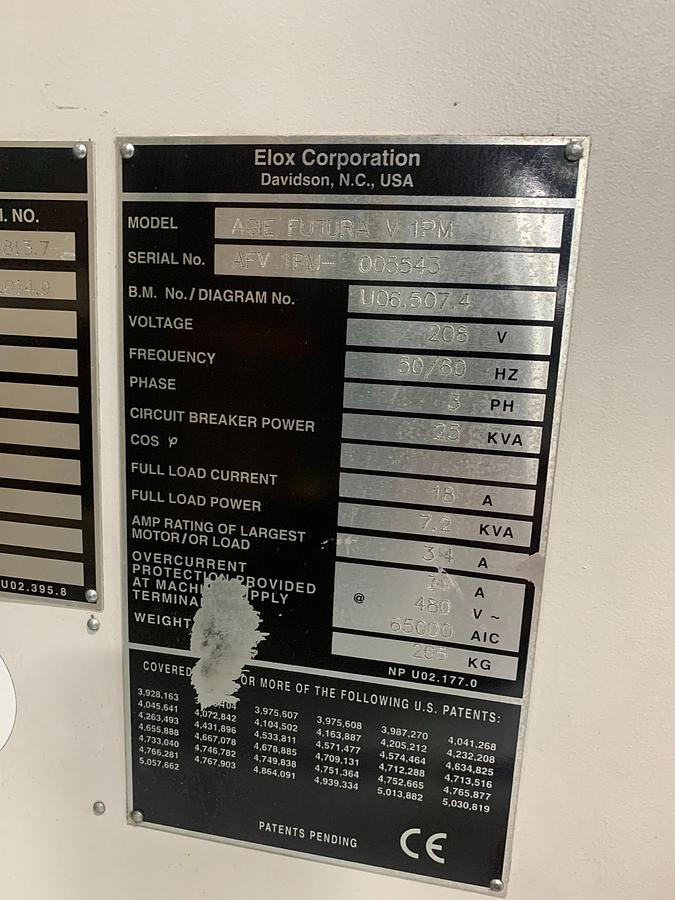 I. NO.
813.7
814.9
U02.395.8
Elox Corporation
Davidson, N.C., USA
MODEL AGIE FUTURA V 1PM
SERIAL No. AFV 1PM- 005543
B.M. No./DIAGRAM No. U06.507.4
VOLTAGE 208 V
FREQUENCY 50/60 HZ
PHASE 3 PH
CIRCUIT BREAKER POWER 25 KVA
COS φ
FULL LOAD CURRENT 18 A
FULL LOAD POWER 7.2 KVA
AMP RATING OF LARGEST
MOTOR/OR LOAD 3.4 A
OVERCURRENT
PROTECTION PROVIDED A
AT MACHINE SUPPLY @ 480 V ~
TERMINAL 65000 AIC
WEIGHT 265 KG
NP U02.177.0
COVERED OR MORE OF THE FOLLOWING U.S. PATENTS:
3,928,163 3,975,507 3,975,608 3,987,270 4,041,268
4,045,641 4,072,842 4,104,502 4,163,887 4,205,212 4,232,208
4,263,493 4,431,896 4,533,811 4,571,477 4,574,464 4,634,825
4,655,888 4,667,078 4,678,885 4,709,131 4,712,288 4,713,516
4,733,040 4,746,782 4,749,838 4,751,364 4,752,665 4,765,877
4,766,281 4,767,903 4,864,091 4,939,334 5,013,882 5,030,819
5,057,662
PATENTS PENDING
CE